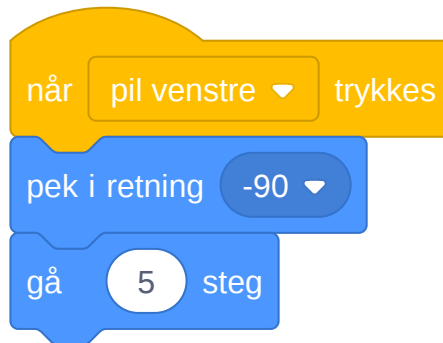 når pil venstre trykkes
pek i retning -90
gå 5 steg